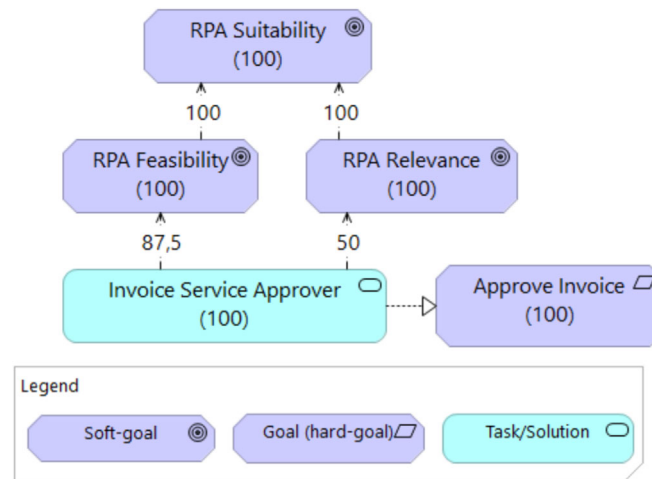 RPA Suitability
(100)
100
100
RPA Feasibility
(100)
RPA Relevance
(100)
87,5
50
Invoice Service Approver
(100)
Approve Invoice
(100)
Legend
Soft-goal
Goal (hard-goal)
Task/Solution